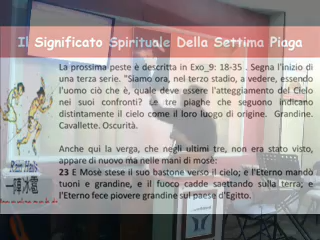 Il Significato Spirituale Della Settima Piaga
La prossima peste è descritta in Exo_9: 18-35 . Segna l'inizio di
una terza serie. "Siamo ora, nel terzo stadio, a vedere, essendo
l'uomo ciò che è, quale deve essere l'atteggiamento del Cielo
nei suoi confronti? Le tre piaghe che seguono indicano
distintamente il cielo come il loro luogo di origine. Grandine.
Cavallette. Oscurità.
Anche qui la verga, che negli ultimi tre, non era stato visto,
appare di nuovo ma nelle mani di mosè:
23 E Mosè stese il suo bastone verso il cielo; e l'Eterno mandò
tuoni e grandine, e il fuoco cadde saettando sulla terra; e
l'Eterno fece piovere grandine sul paese d'Egitto.